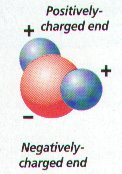 Positively-
charged end
+
+
−
Negatively-
charged end